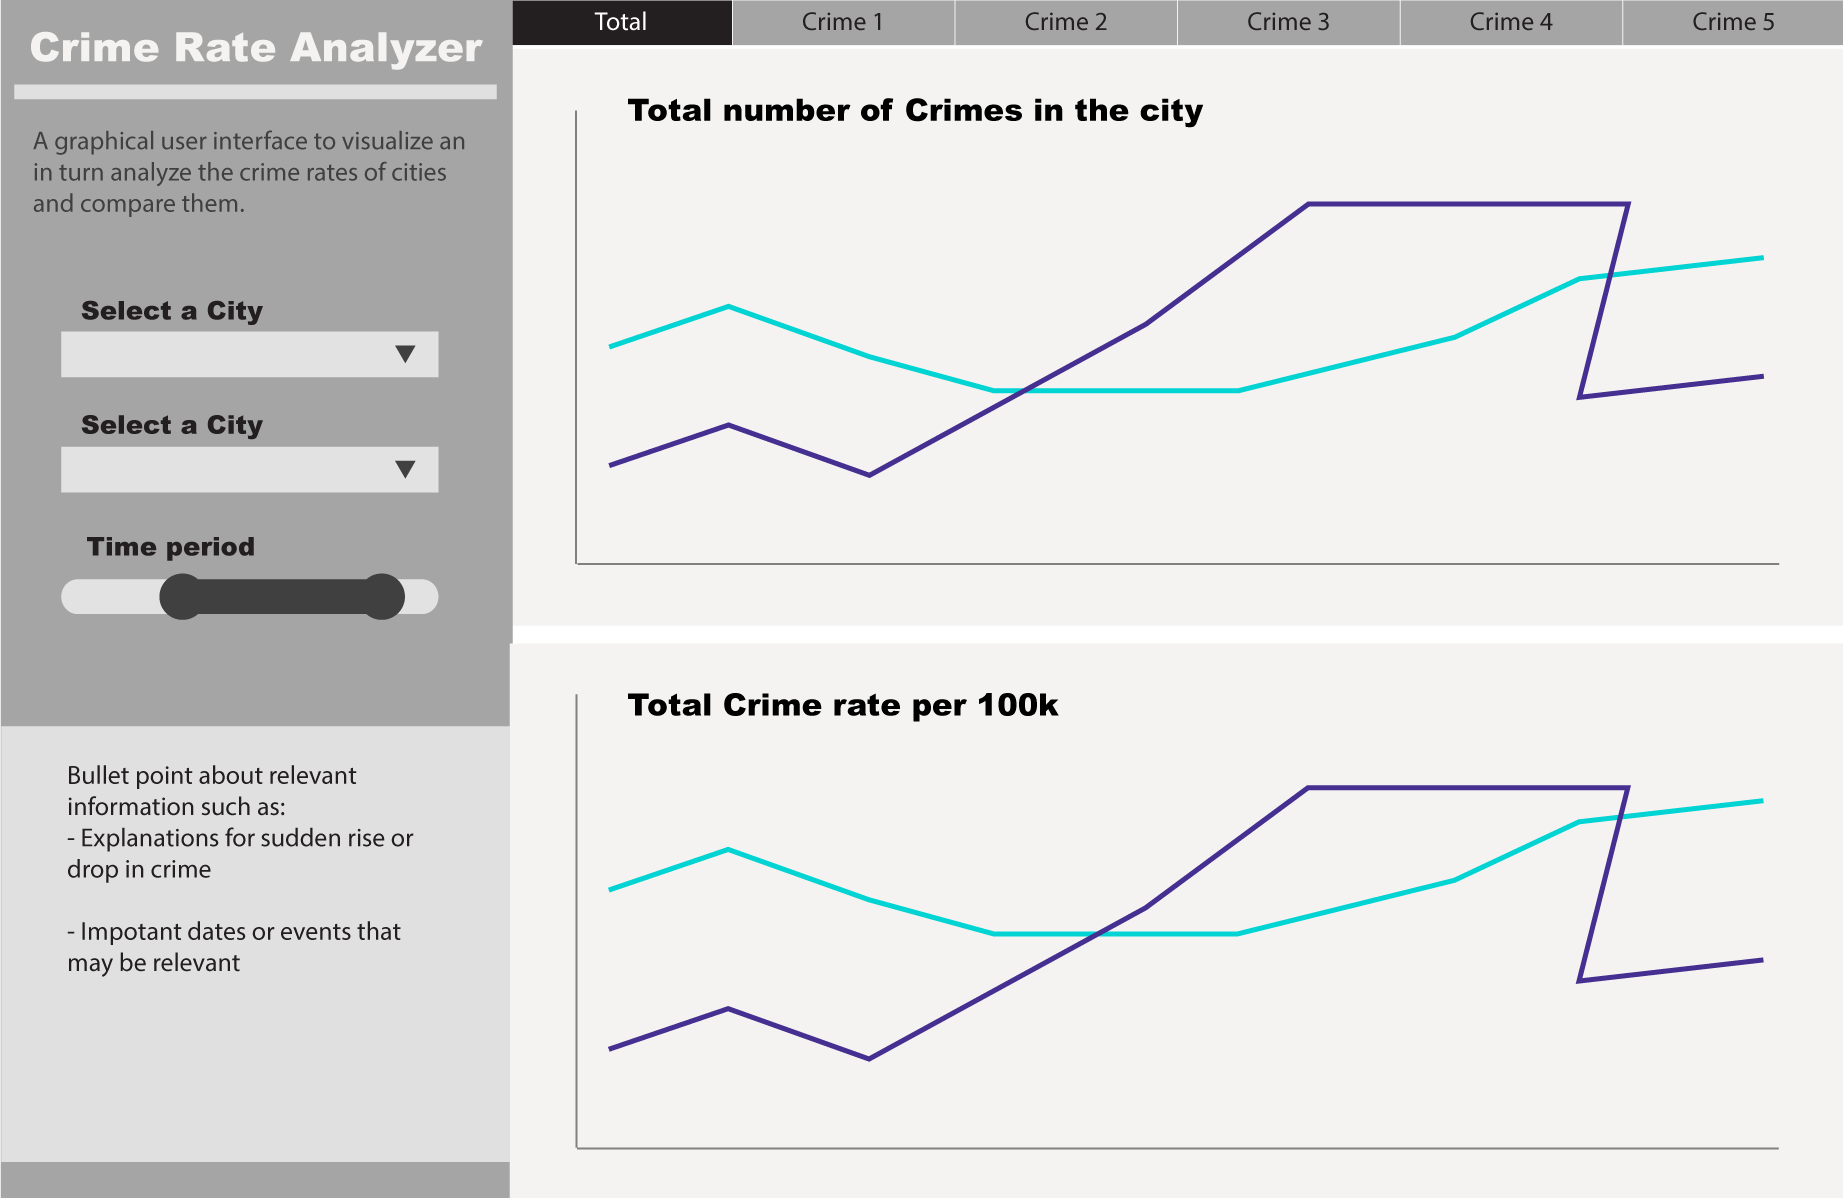 Crime Rate Analyzer
A graphical user interface to visualize an
in turn analyze the crime rates of cities
and compare them.
Select a City
Select a City
Time period
Bullet point about relevant
information such as:
- Explanations for sudden rise or
drop in crime
- Impotant dates or events that
may be relevant
Total
Crime 1
Crime 2
Crime 3
Crime 4
Crime 5
Total number of Crimes in the city
Total Crime rate per 100k